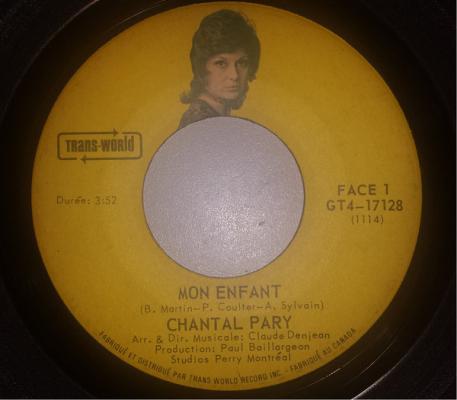 TRANS-WORLD
Durée: 3:52
FACE 1
GT4-17128
(1114)
MON ENFANT
(B. Martin-P. Coulter-A. Sylvain)
CHANTAL PARY
Arr. & Dir. Musicale: Claude Denjean
Production: Paul Baillargeon
Studios Perry Montréal
FABRIQUÉ ET DISTRIBUÉ PAR TRANS WORLD RECORD INC. - FABRIQUÉ AU CANADA